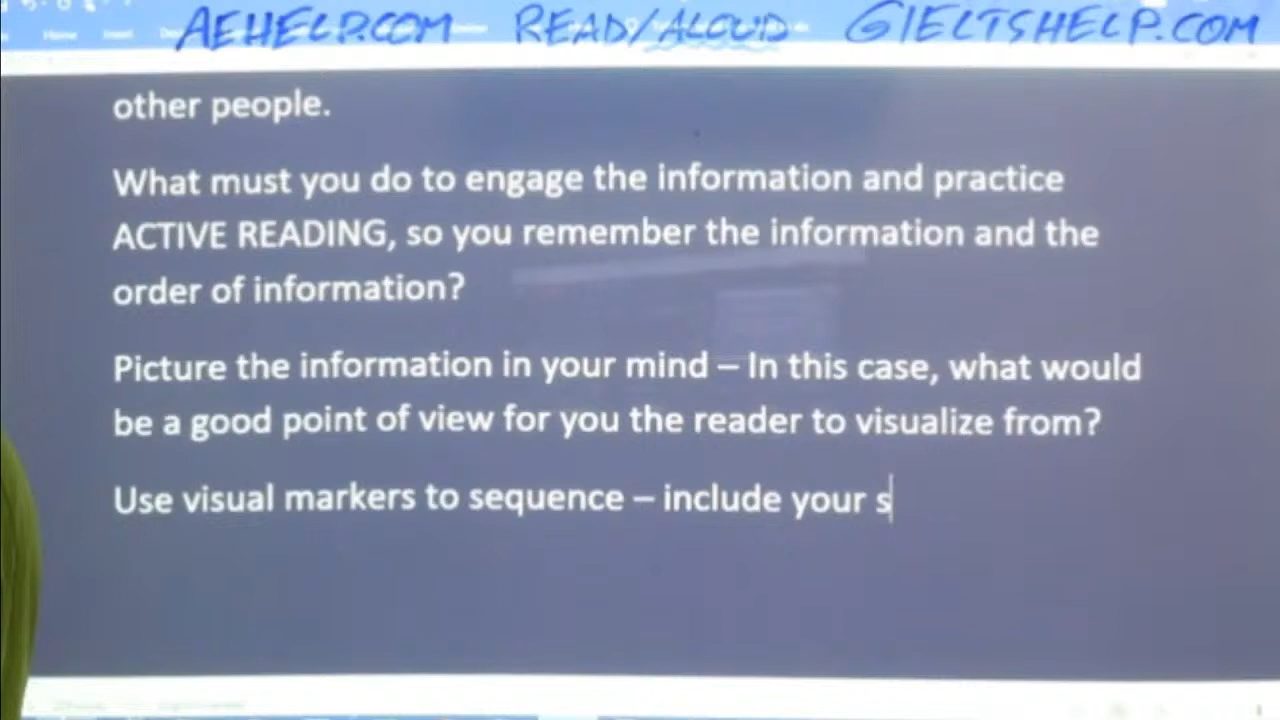 Home Insert
AEHELP.COM READ/ALOUD GIELTSHELP.COM
other people.
What must you do to engage the information and practice
ACTIVE READING, so you remember the information and the
order of information?
Picture the information in your mind – In this case, what would
be a good point of view for you the reader to visualize from?
Use visual markers to sequence – include your s